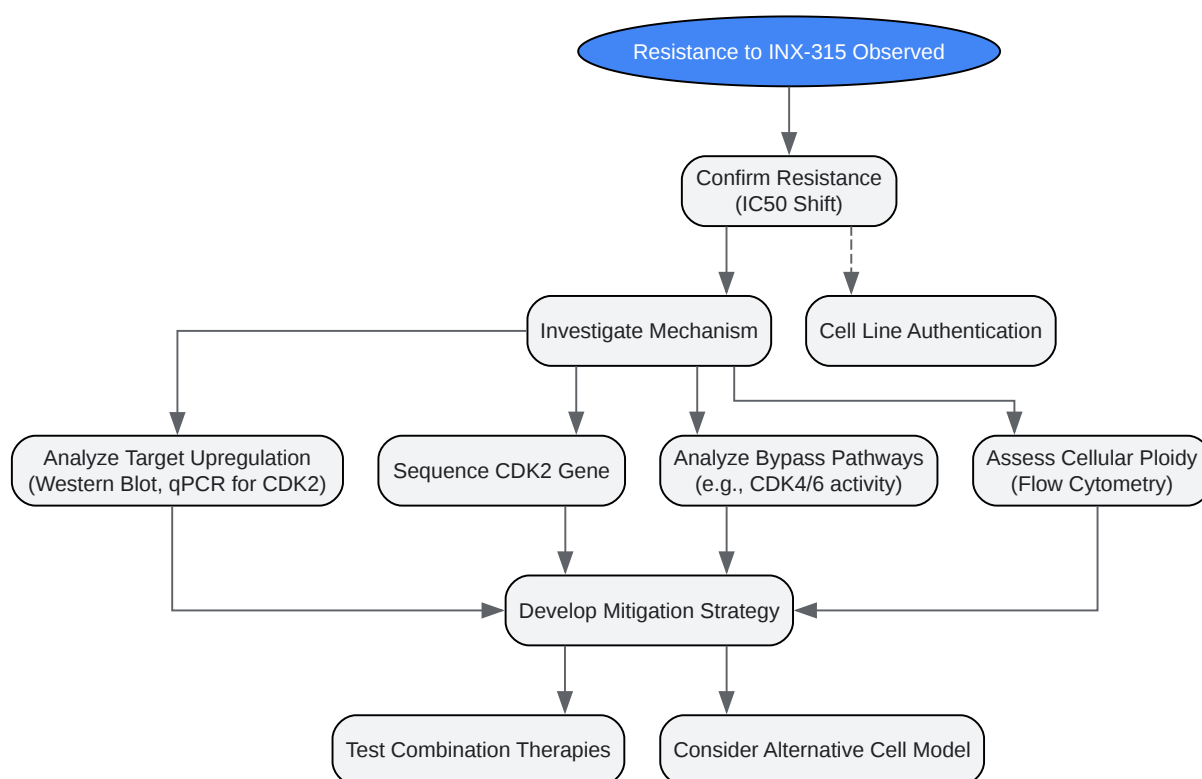 Resistance to INX-315 Observed
Confirm Resistance
(IC50 Shift)
Investigate Mechanism
Cell Line Authentication
Analyze Target Upregulation
(Western Blot, qPCR for CDK2)
Sequence CDK2 Gene
Analyze Bypass Pathways
(e.g., CDK4/6 activity)
Assess Cellular Ploidy
(Flow Cytometry)
Develop Mitigation Strategy
Test Combination Therapies
Consider Alternative Cell Model